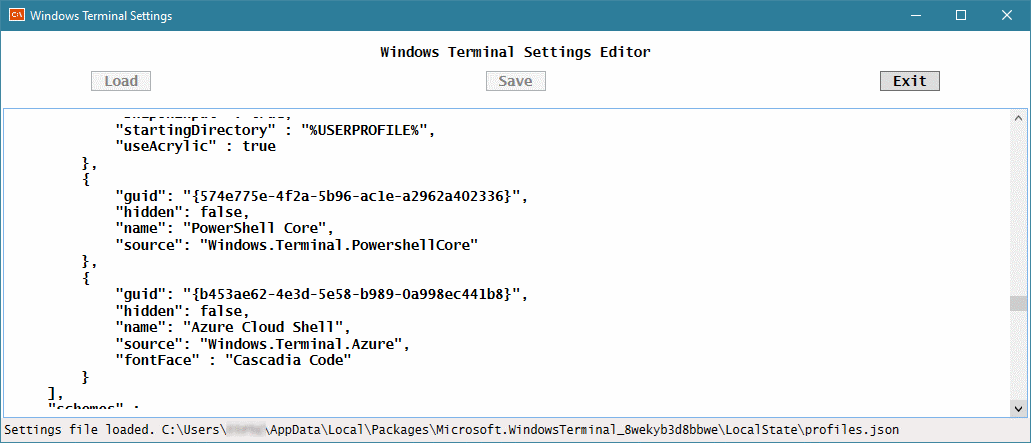 Windows Terminal Settings
Windows Terminal Settings Editor
Load Save Exit
"startingDirectory" : "%USERPROFILE%",
"useAcrylic" : true
},
{
"guid": "{574e775e-4f2a-5b96-ac1e-a2962a402336}",
"hidden": false,
"name": "PowerShell Core",
"source": "Windows.Terminal.PowershellCore"
},
{
"guid": "{b453ae62-4e3d-5e58-b989-0a998ec441b8}",
"hidden": false,
"name": "Azure Cloud Shell",
"source": "Windows.Terminal.Azure",
"fontFace" : "Cascadia Code"
}
],
"schemes" :
Settings file loaded. C:\Users\ \AppData\Local\Packages\Microsoft.WindowsTerminal_8wekyb3d8bbwe\LocalState\profiles.json